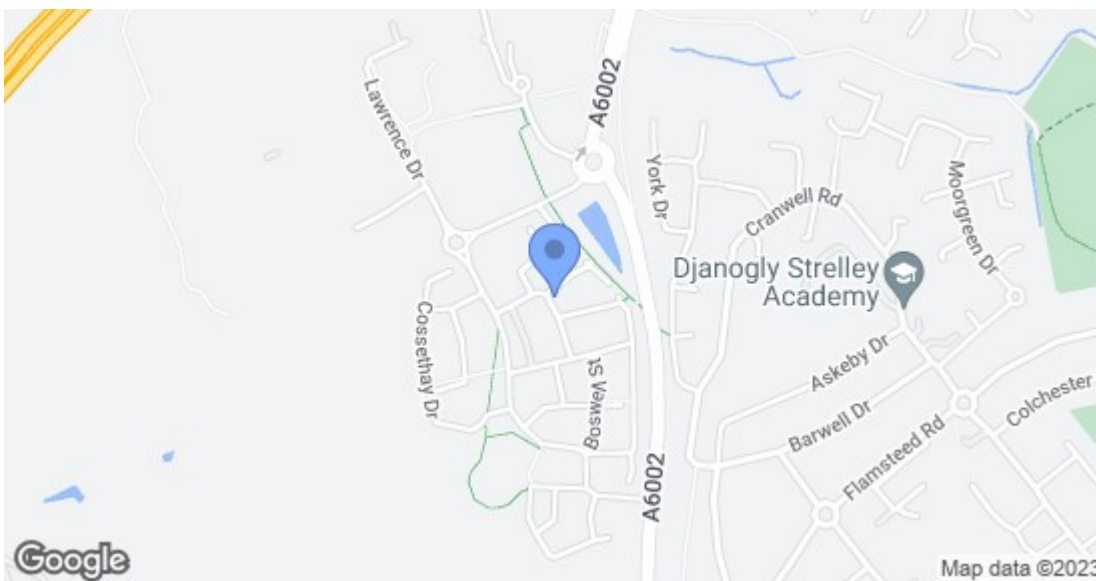 A6002
Lawrence Dr
York Dr
Cranwell Rd
Moorgreen Dr
Djanogly Strelley
Academy
Cossethay Dr
Boswell St
Askeby Dr
Barwell Dr
Colchester
Flamsteed Rd
A6002
Google
Map data ©2023